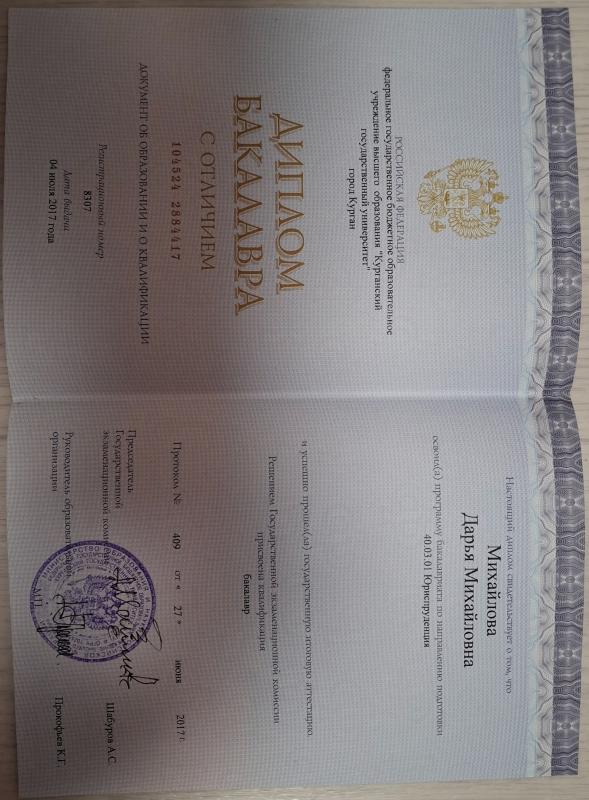 РОССИЙСКАЯ ФЕДЕРАЦИЯ
федеральное государственное бюджетное образовательное
учреждение высшего образования "Курганский
государственный университет"
город Курган
ДИПЛОМ
БАКАЛАВРА
С ОТЛИЧИЕМ
104524 2884417
ДОКУМЕНТ ОБ ОБРАЗОВАНИИ И О КВАЛИФИКАЦИИ
Регистрационный номер
8307
Дата выдачи
04 июля 2017 года
Настоящий диплом свидетельствует о том, что
Михайлова
Дарья Михайловна
освоил(а) программу бакалавриата по направлению подготовки
40.03.01 Юриспруденция
и успешно прошел(ла) государственную итоговую аттестацию.
Решением Государственной экзаменационной комиссии
присвоена квалификация
бакалавр
Протокол № 409 от « 27 » июня 2017 г.
Председатель
Государственной
экзаменационной комиссии
Шабуров А.С.
Руководитель образовательной
организации
Прокофьев К.Г.
М.П.